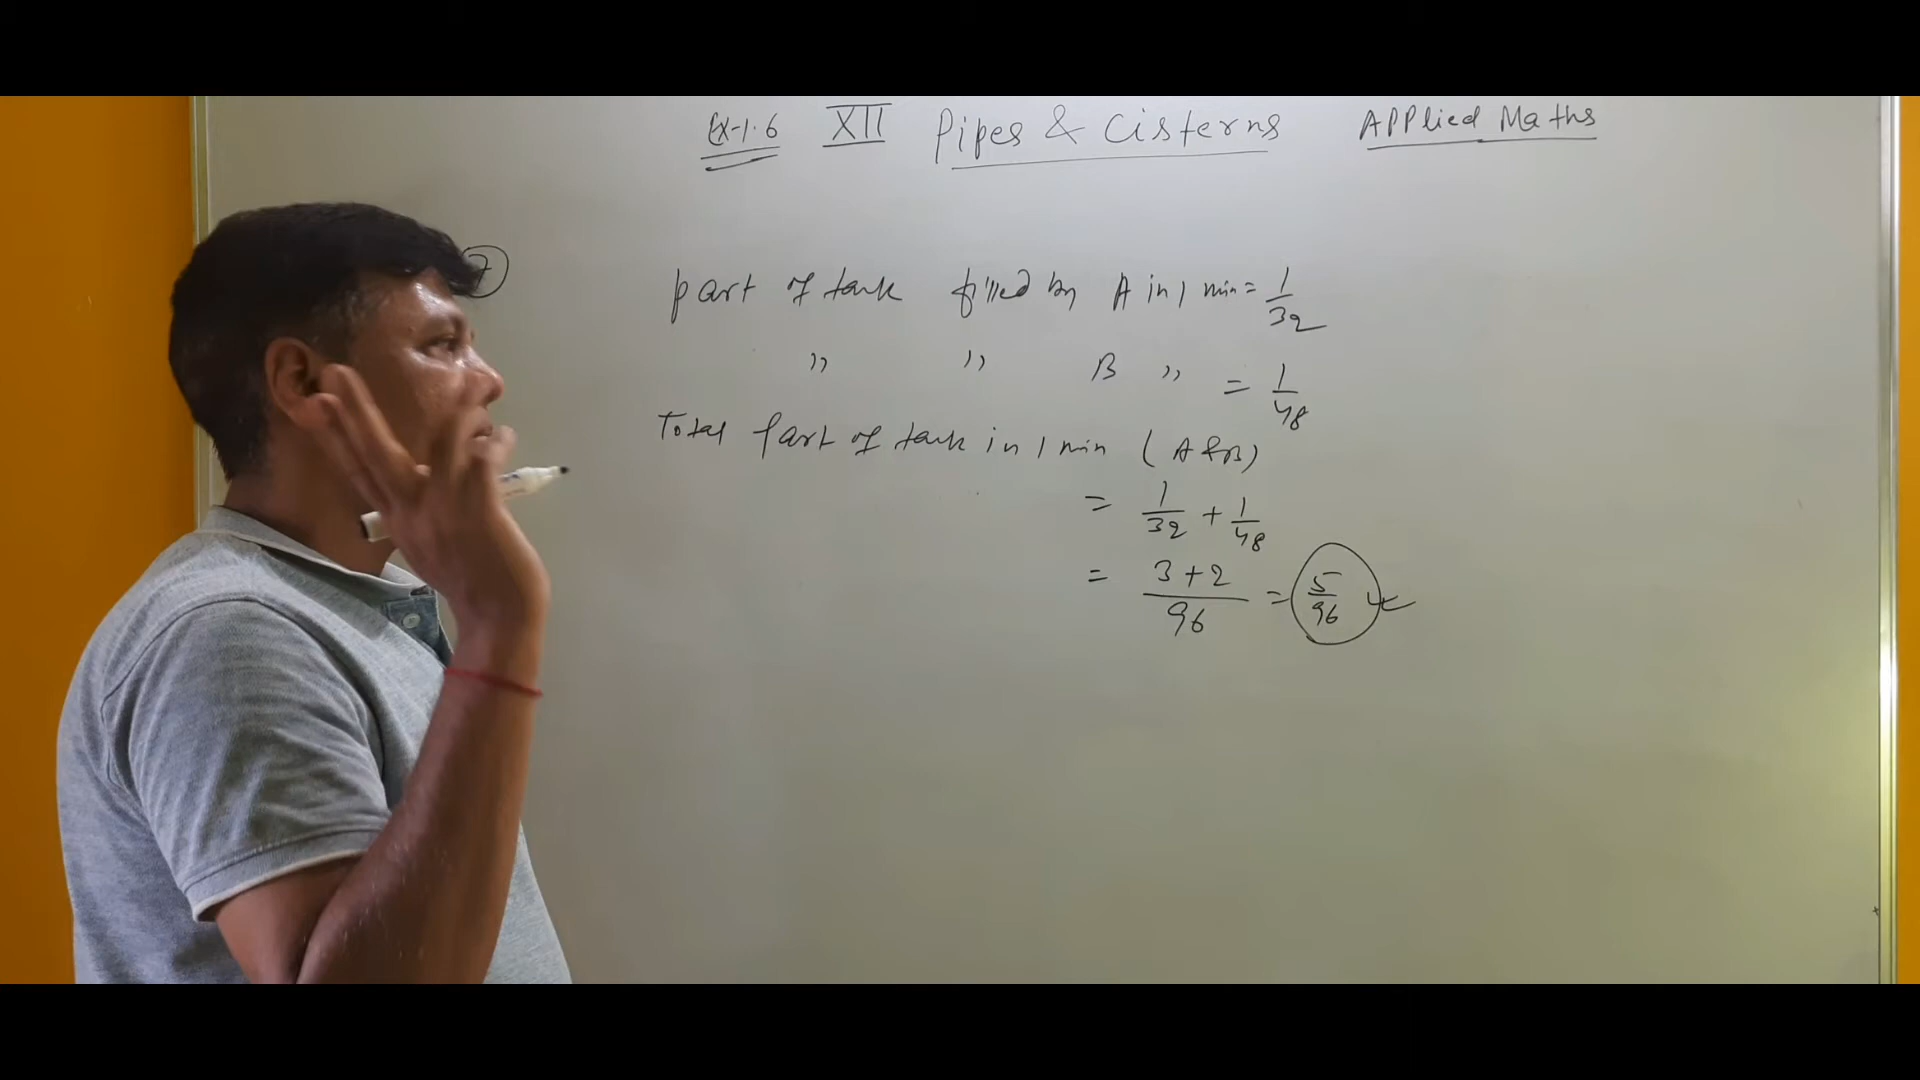 Ex-1.6 XII Pipes & Cisterns Applied Maths
7
part of tank filled by A in 1 min = 1/32
" " B " = 1/48
Total part of tank in 1 min (A & B)
= 1/32 + 1/48
= 3+2/96 = 5/96